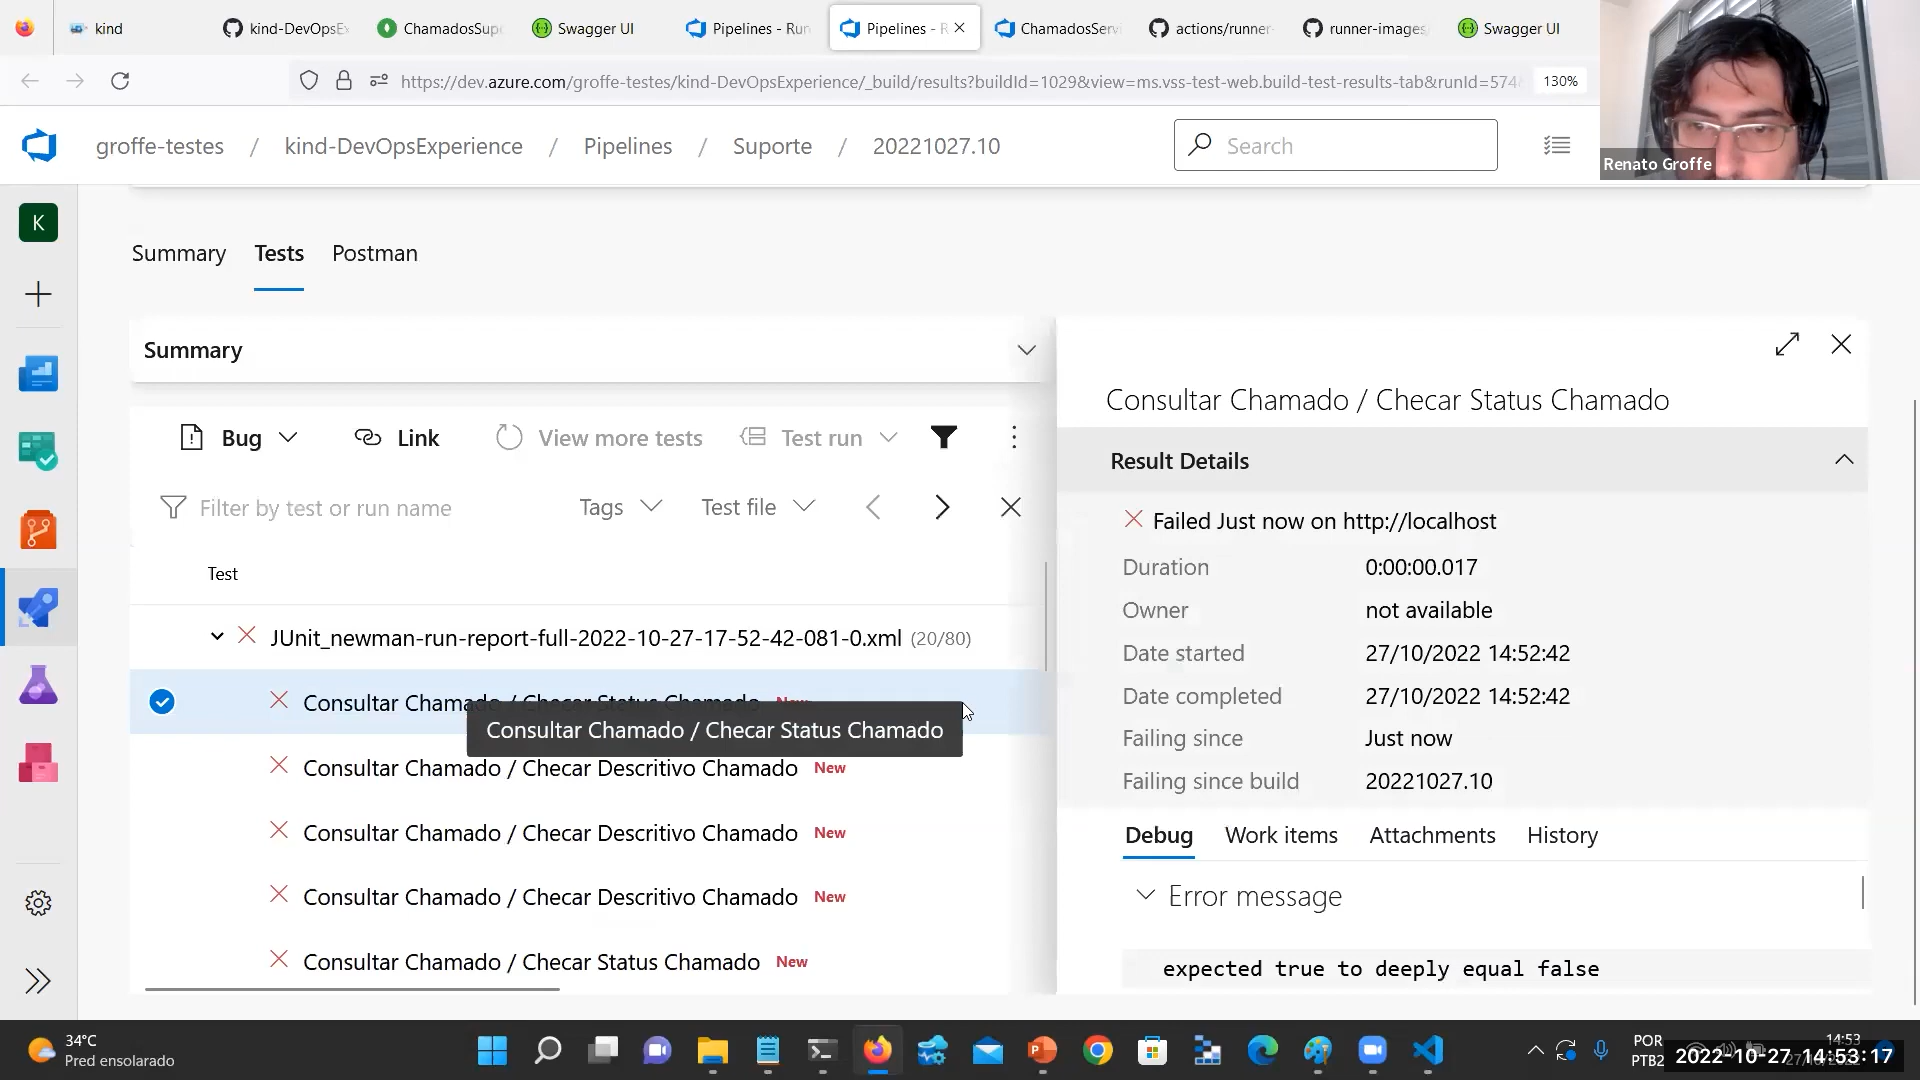 kind
kind-DevOpsEx
ChamadosSup
Swagger UI
Pipelines - Run
Pipelines - R
ChamadosServi
actions/runner-
runner-images
Swagger UI
https://dev.azure.com/groffe-testes/kind-DevOpsExperience/_build/results?buildId=1029&view=ms.vss-test-web.build-test-results-tab&runId=574
130%
groffe-testes / kind-DevOpsExperience / Pipelines / Suporte / 20221027.10
Search
Renato Groffe
K
Summary Tests Postman
Summary
Bug Link View more tests Test run
Filter by test or run name Tags Test file
Test
JUnit_newman-run-report-full-2022-10-27-17-52-42-081-0.xml (20/80)
Consultar Chamado / Checar Status Chamado New
Consultar Chamado / Checar Status Chamado
Consultar Chamado / Checar Descritivo Chamado New
Consultar Chamado / Checar Descritivo Chamado New
Consultar Chamado / Checar Descritivo Chamado New
Consultar Chamado / Checar Status Chamado New
Consultar Chamado / Checar Status Chamado
Result Details
Failed Just now on http://localhost
Duration 0:00:00.017
Owner not available
Date started 27/10/2022 14:52:42
Date completed 27/10/2022 14:52:42
Failing since Just now
Failing since build 20221027.10
Debug Work items Attachments History
Error message
expected true to deeply equal false
34°C
Pred ensolarado
POR
PTB2
14:53
2022-10-27 14:53:17